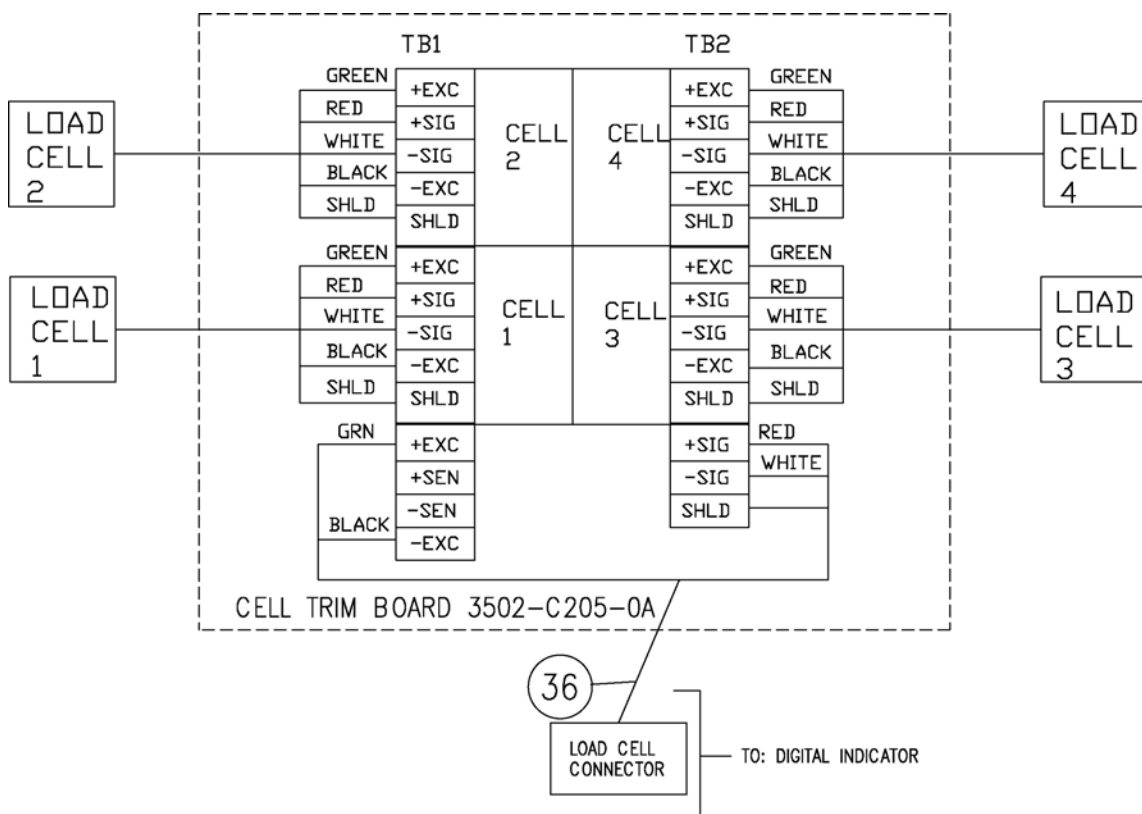 TB1 TB2
GREEN +EXC +EXC GREEN
RED +SIG +SIG RED
WHITE -SIG -SIG WHITE
BLACK -EXC -EXC BLACK
SHLD SHLD SHLD SHLD
LOAD
CELL
2
CELL
2
CELL
4
LOAD
CELL
4
GREEN +EXC +EXC GREEN
RED +SIG +SIG RED
WHITE -SIG -SIG WHITE
BLACK -EXC -EXC BLACK
SHLD SHLD SHLD SHLD
LOAD
CELL
1
CELL
1
CELL
3
LOAD
CELL
3
GRN +EXC +SIG RED
+SEN -SIG WHITE
BLACK -SEN SHLD
-EXC
CELL TRIM BOARD 3502-C205-0A
36
LOAD CELL
CONNECTOR
TO: DIGITAL INDICATOR